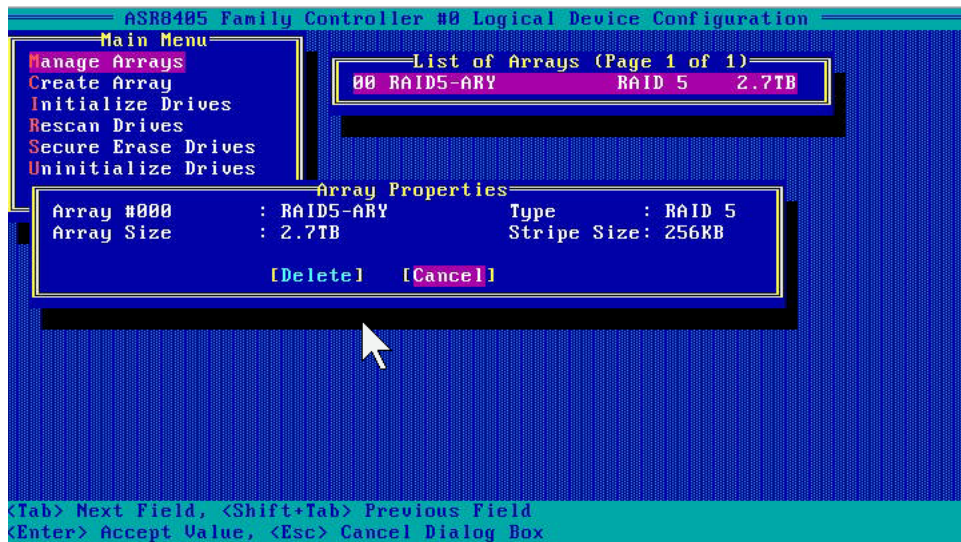 ASR8405 Family Controller #0 Logical Device Configuration
Main Menu
Manage Arrays
Create Array
Initialize Drives
Rescan Drives
Secure Erase Drives
Uninitialize Drives
List of Arrays (Page 1 of 1)
00 RAID5-ARY RAID 5 2.7TB
Array Properties
Array #000 : RAID5-ARY Type : RAID 5
Array Size : 2.7TB Stripe Size: 256KB
[Delete] [Cancel]
<Tab> Next Field, <Shift+Tab> Previous Field
<Enter> Accept Value, <Esc> Cancel Dialog Box